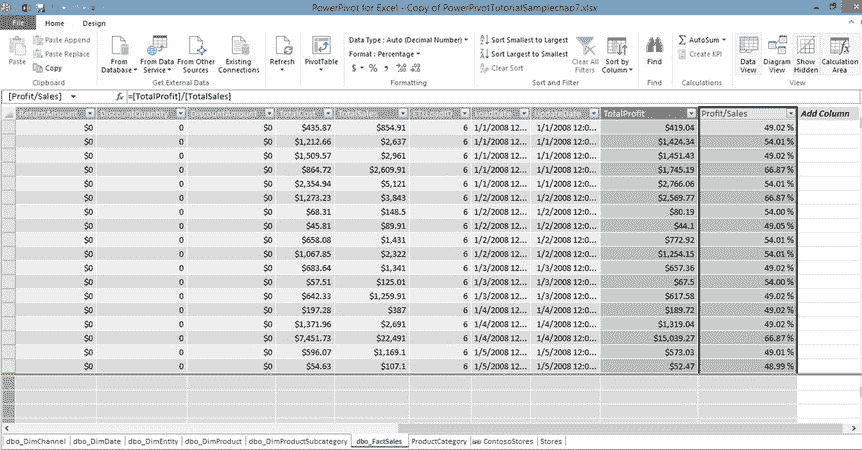 PowerPivot for Excel - Copy of PowerPivotTutorialSamplechap7.xlsx
File Home Design
Paste
Paste Append
Paste Replace
Copy
Clipboard
From Database
From Data Service
From Other Sources
Existing Connections
Get External Data
Refresh
PivotTable
Data Type : Auto (Decimal Number)
Format : Percentage
$ % ,
Formatting
Sort Smallest to Largest
Sort Largest to Smallest
Clear Sort
Clear All Filters
Sort by Column
Sort and Filter
Find
Find
AutoSum
Create KPI
Calculations
Data View
Diagram View
Show Hidden
Calculation Area
View
[Profit/Sales] fx =[TotalProfit]/[TotalSales]
ReturnAmount DiscountQuantity DiscountAmount TotalCost TotalSales ETLLoadID LoadDate UpdateDate TotalProfit Profit/Sales Add Column
$0 0 $0 $435.87 $854.91 6 1/1/2008 12... 1/1/2008 12:0... $419.04 49.02 %
$0 0 $0 $1,212.66 $2,637 6 1/1/2008 12... 1/1/2008 12:0... $1,424.34 54.01 %
$0 0 $0 $1,509.57 $2,961 6 1/1/2008 12... 1/1/2008 12:0... $1,451.43 49.02 %
$0 0 $0 $864.72 $2,609.91 6 1/1/2008 12... 1/1/2008 12:0... $1,745.19 66.87 %
$0 0 $0 $2,354.94 $5,121 6 1/1/2008 12... 1/1/2008 12:0... $2,766.06 54.01 %
$0 0 $0 $1,273.23 $3,843 6 1/2/2008 12... 1/2/2008 12:0... $2,569.77 66.87 %
$0 0 $0 $68.31 $148.5 6 1/2/2008 12... 1/2/2008 12:0... $80.19 54.00 %
$0 0 $0 $45.81 $89.91 6 1/2/2008 12... 1/2/2008 12:0... $44.1 49.05 %
$0 0 $0 $658.08 $1,431 6 1/2/2008 12... 1/2/2008 12:0... $772.92 54.01 %
$0 0 $0 $1,067.85 $2,322 6 1/2/2008 12... 1/2/2008 12:0... $1,254.15 54.01 %
$0 0 $0 $683.64 $1,341 6 1/3/2008 12... 1/3/2008 12:0... $657.36 49.02 %
$0 0 $0 $57.51 $125.01 6 1/3/2008 12... 1/3/2008 12:0... $67.5 54.00 %
$0 0 $0 $642.33 $1,259.91 6 1/3/2008 12... 1/3/2008 12:0... $617.58 49.02 %
$0 0 $0 $197.28 $387 6 1/4/2008 12... 1/4/2008 12:0... $189.72 49.02 %
$0 0 $0 $1,371.96 $2,691 6 1/4/2008 12... 1/4/2008 12:0... $1,319.04 49.02 %
$0 0 $0 $7,451.73 $22,491 6 1/4/2008 12... 1/4/2008 12:0... $15,039.27 66.87 %
$0 0 $0 $596.07 $1,169.1 6 1/5/2008 12... 1/5/2008 12:0... $573.03 49.01 %
$0 0 $0 $54.63 $107.1 6 1/5/2008 12... 1/5/2008 12:0... $52.47 48.99 %
dbo_DimChannel dbo_DimDate dbo_DimEntity dbo_DimProduct dbo_DimProductSubcategory dbo_FactSales ProductCategory ContosoStores Stores